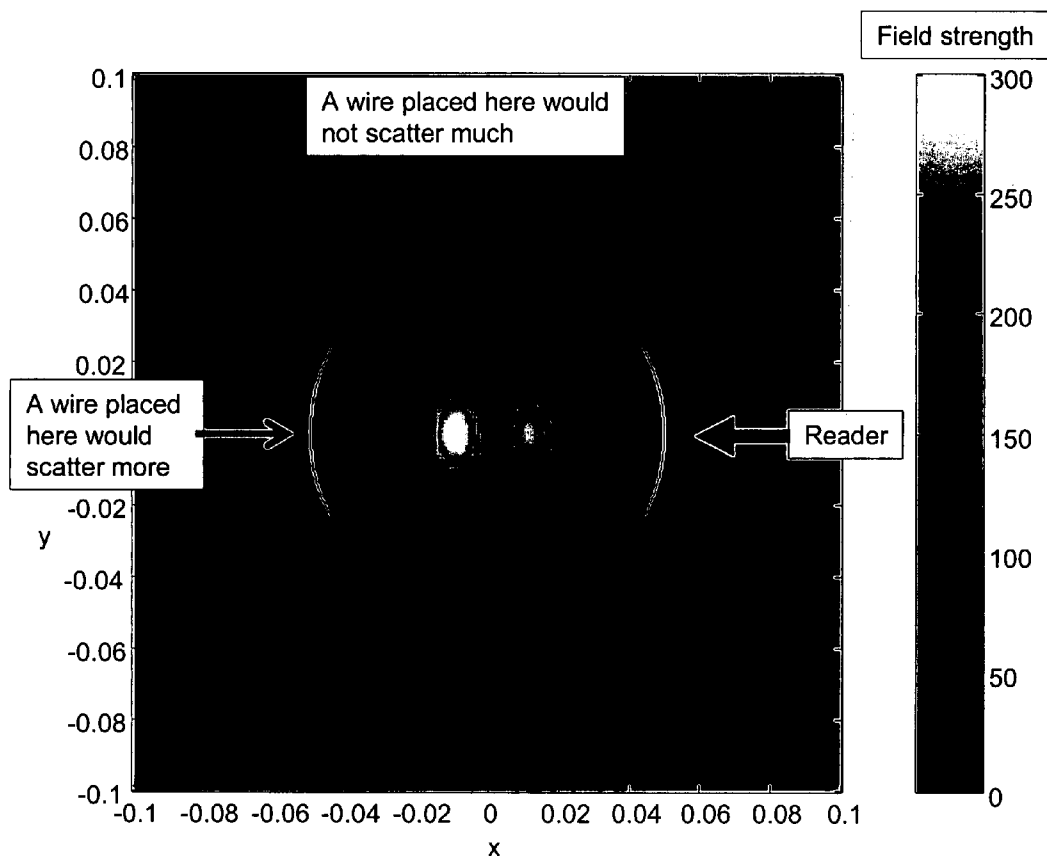 Field strength
A wire placed here would
not scatter much
0.1
0.08
0.06
0.04
0.02
A wire placed
here would
scatter more
-0.02
y
-0.04
-0.06
-0.08
-0.1
-0.1 -0.08 -0.06 -0.04 -0.02 0 0.02 0.04 0.06 0.08 0.1
x
Reader
300
250
200
150
100
50
0